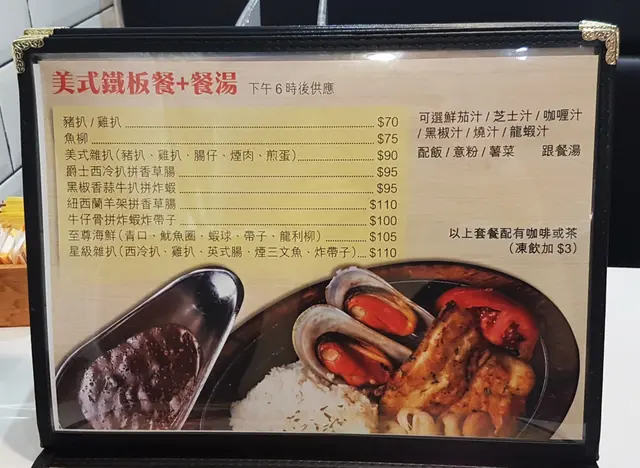 美式鐵板餐+餐湯 下午6時後供應
豬扒/雞扒 $70
魚柳 $75
美式雜扒(豬扒、雞扒、腸仔、煙肉、煎蛋) $90
爵士西冷扒拼香草腸 $95
黑椒香蒜牛扒拼炸蝦 $95
紐西蘭羊架拼香草腸 $110
牛仔骨拼炸蝦炸帶子 $100
至尊海鮮(青口、魷魚圈、蝦球、帶子、龍利柳) $105
星級雜扒(西冷扒、雞扒、英式腸、煙三文魚、炸帶子) $110
可選鮮茄汁/芝士汁/咖喱汁
/黑椒汁/燒汁/龍蝦汁
配飯/意粉/薯菜 跟餐湯
以上套餐配有咖啡或茶
(凍飲加 $3)